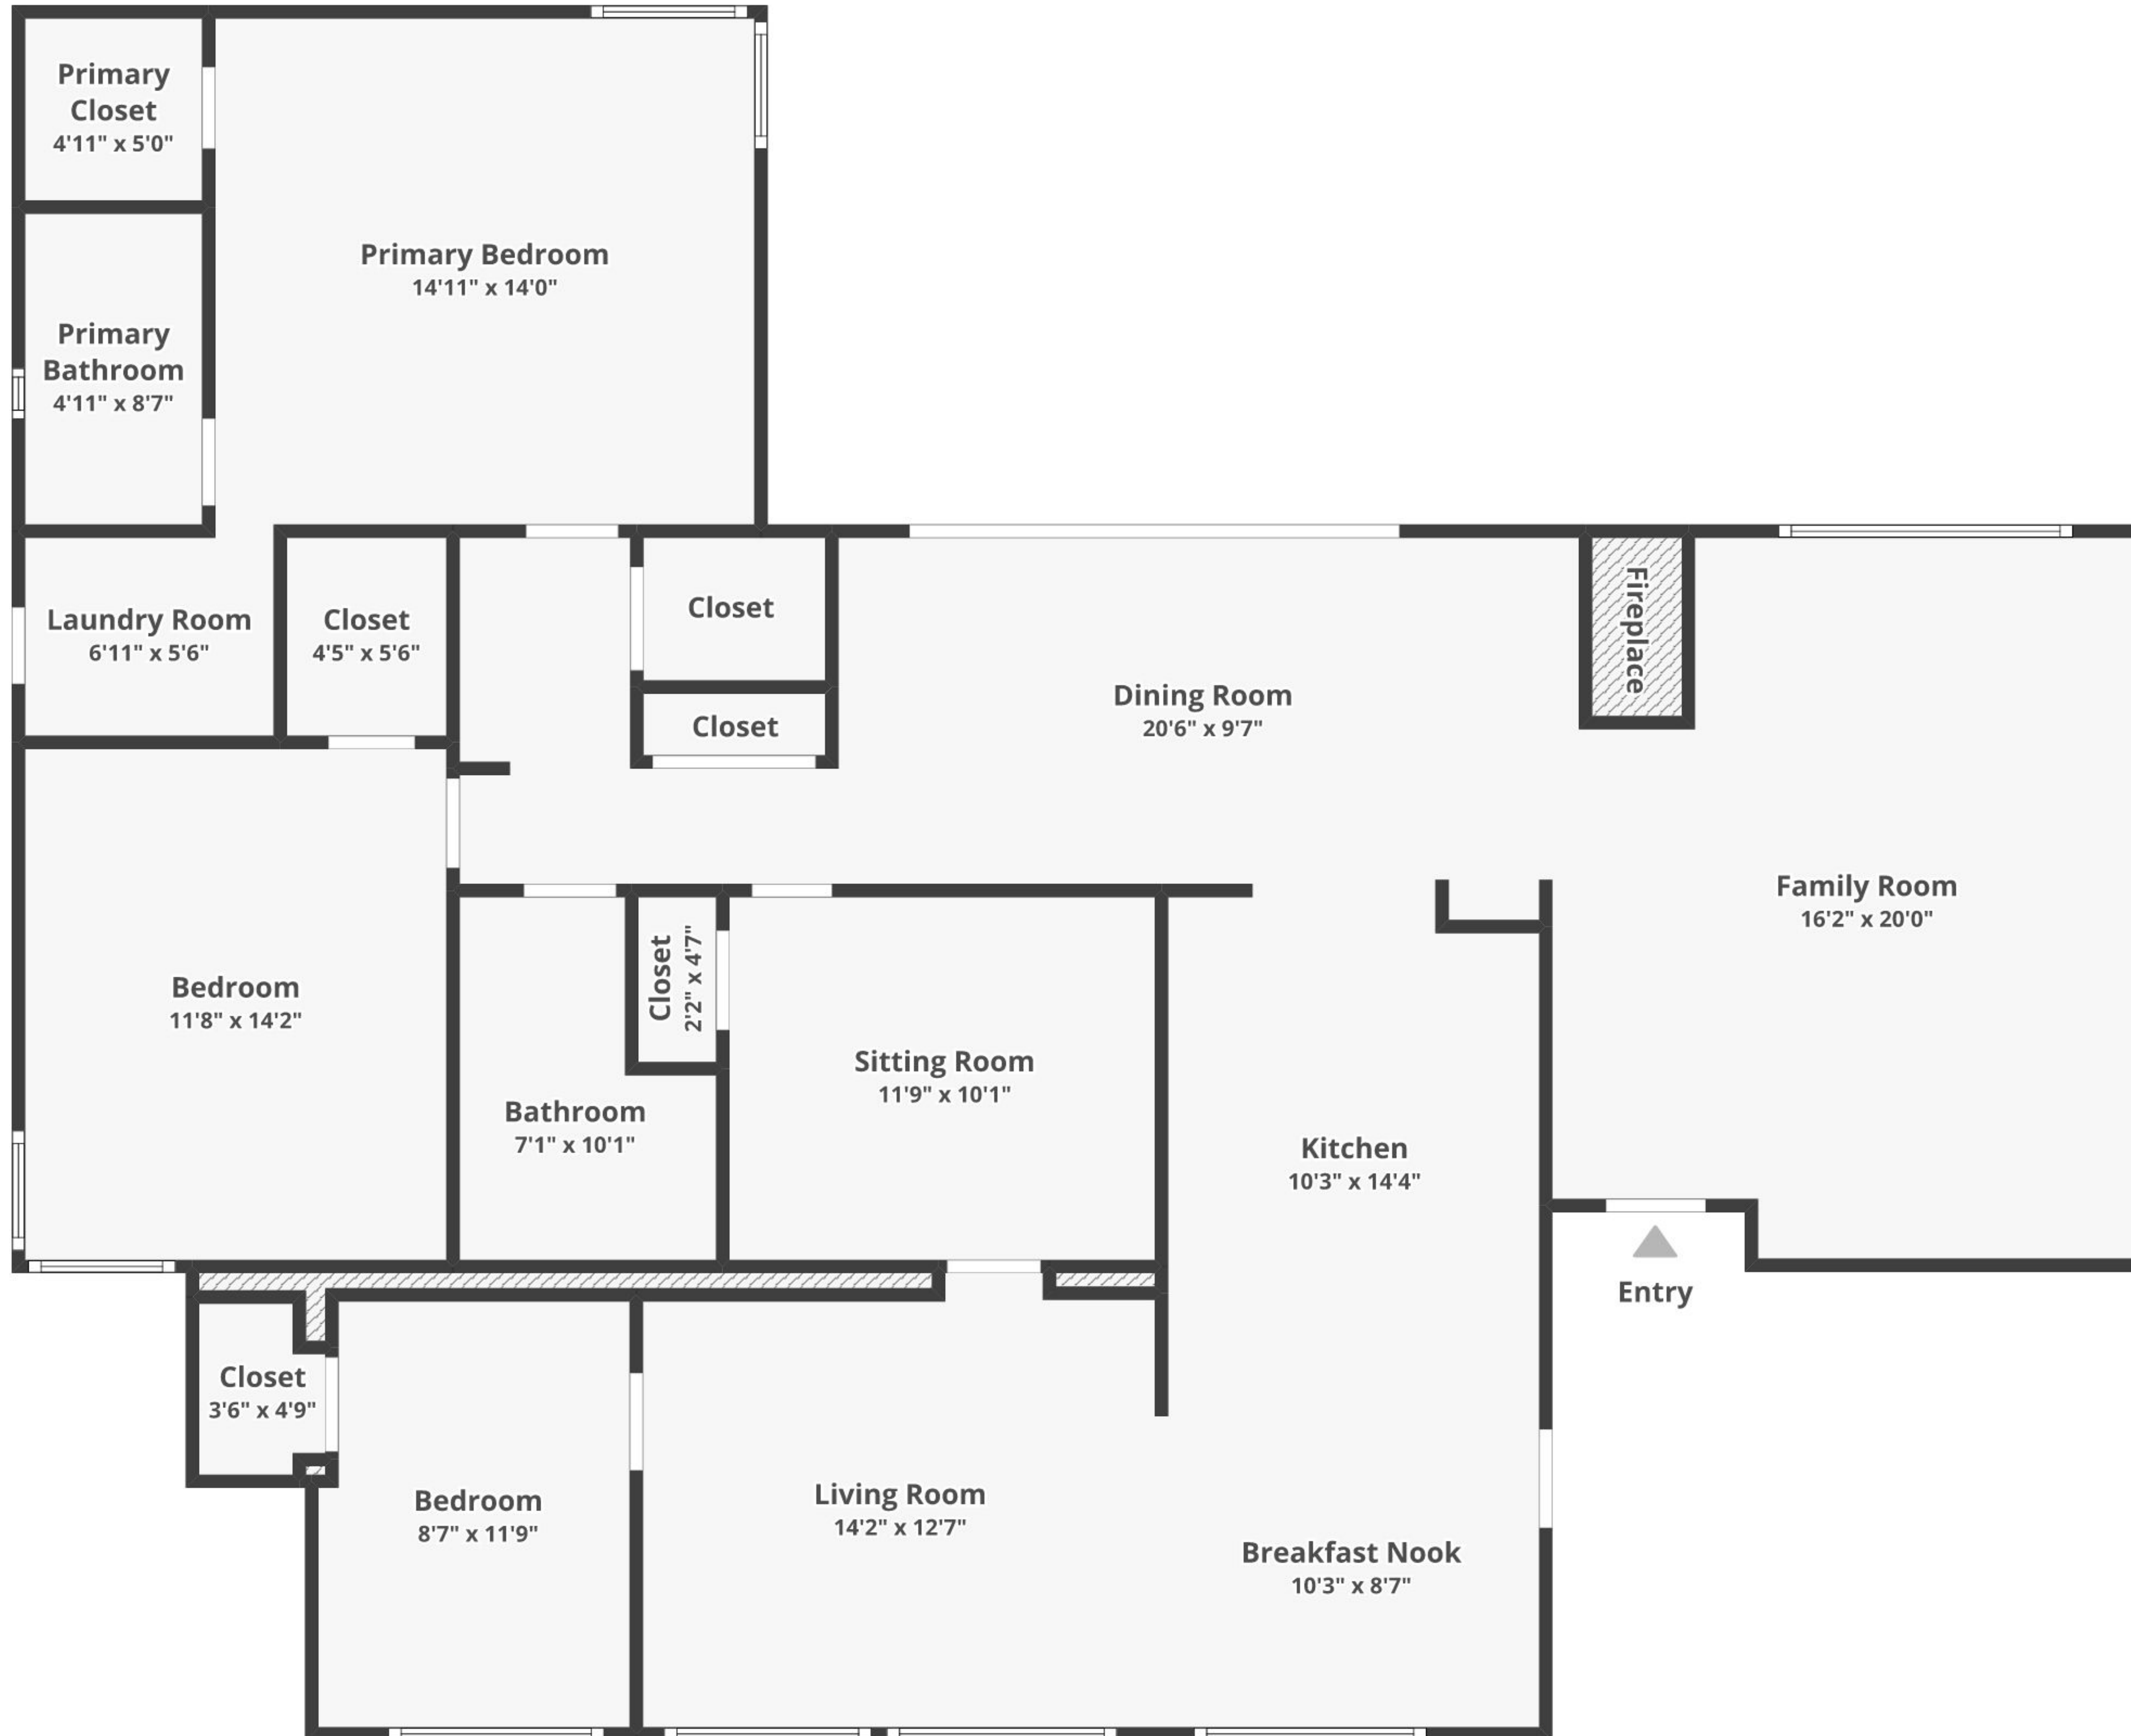 Primary
Closet
4'11" x 5'0"
Primary Bedroom
14'11" x 14'0"
Primary
Bathroom
4'11" x 8'7"
Laundry Room
6'11" x 5'6"
Closet
4'5" x 5'6"
Closet
Closet
Dining Room
20'6" x 9'7"
Fireplace
Family Room
16'2" x 20'0"
Bedroom
11'8" x 14'2"
Closet
2'2" x 4'7"
Bathroom
7'1" x 10'1"
Sitting Room
11'9" x 10'1"
Kitchen
10'3" x 14'4"
Entry
Closet
3'6" x 4'9"
Bedroom
8'7" x 11'9"
Living Room
14'2" x 12'7"
Breakfast Nook
10'3" x 8'7"